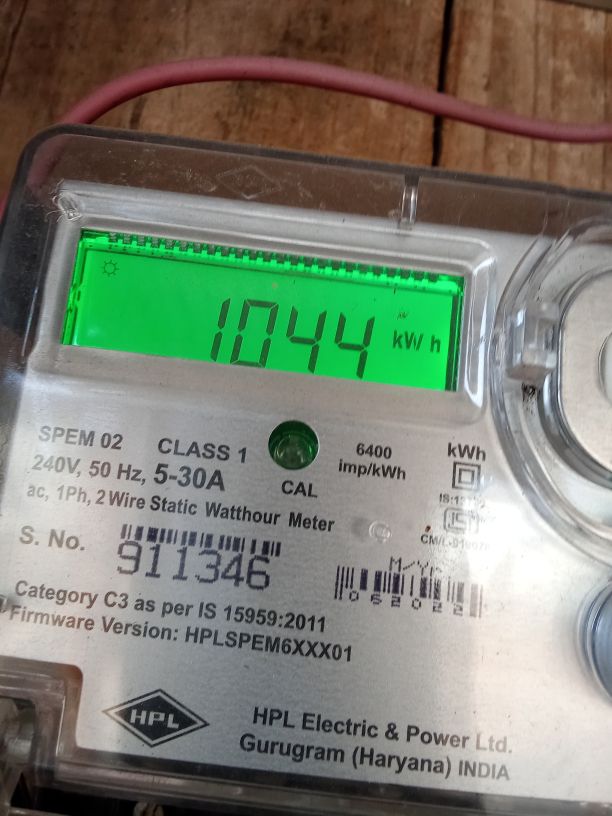 1044 kW h
SPEM 02 CLASS 1
6400
imp/kWh
kWh
240V, 50 Hz, 5-30A
CAL
ac, 1Ph, 2 Wire Static Watthour Meter
S. No.
911346
M/Yr
062022
Category C3 as per IS 15959:2011
Firmware Version: HPLSPEM6XXX01
HPL
HPL Electric & Power Ltd.
Gurugram (Haryana) INDIA